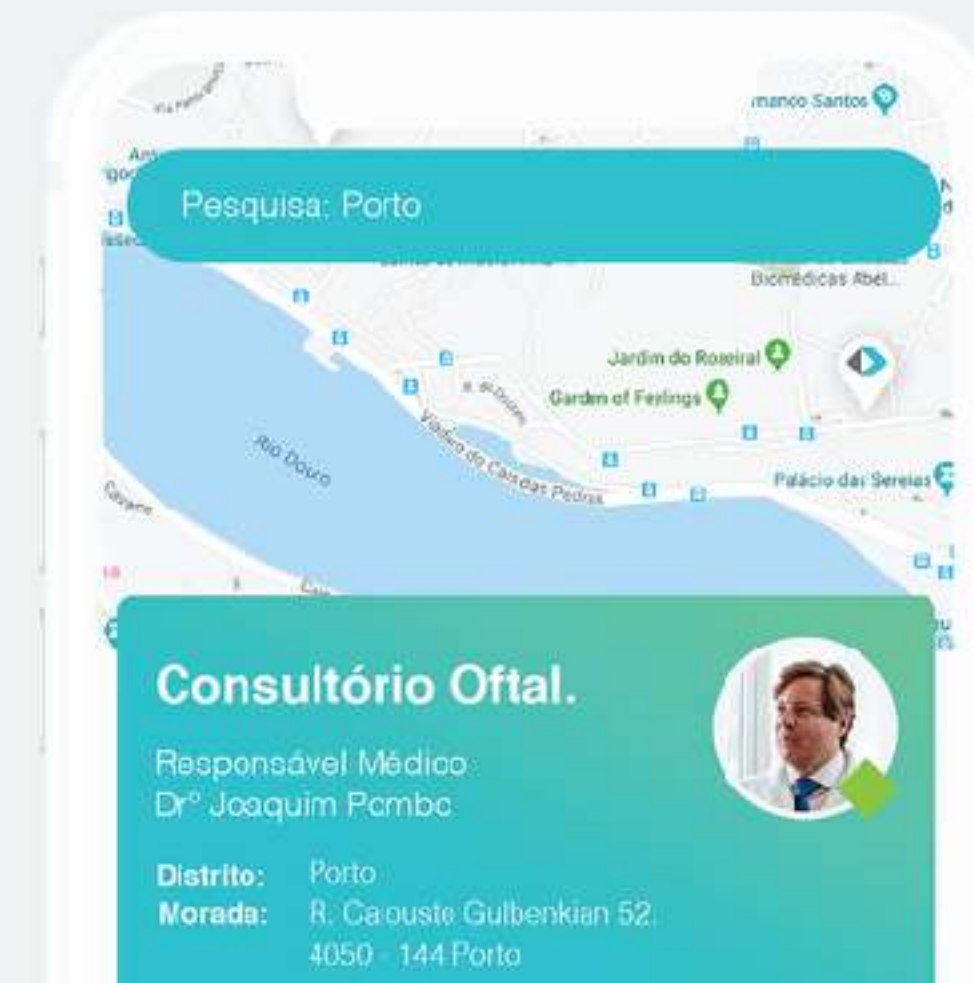 manco Santos
Pesquisa: Porto
Biomédicas Abel...
Jardim do Roseiral
Garden of Feelings
Rio Douro
Viaduto do Cais das Pedras
Palácio das Sereias
Consultório Oftal.
Responsável Médico
Drº Joaquim Pombo
Distrito: Porto
Morada: R. Calouste Gulbenkian 52.
4050 - 144 Porto